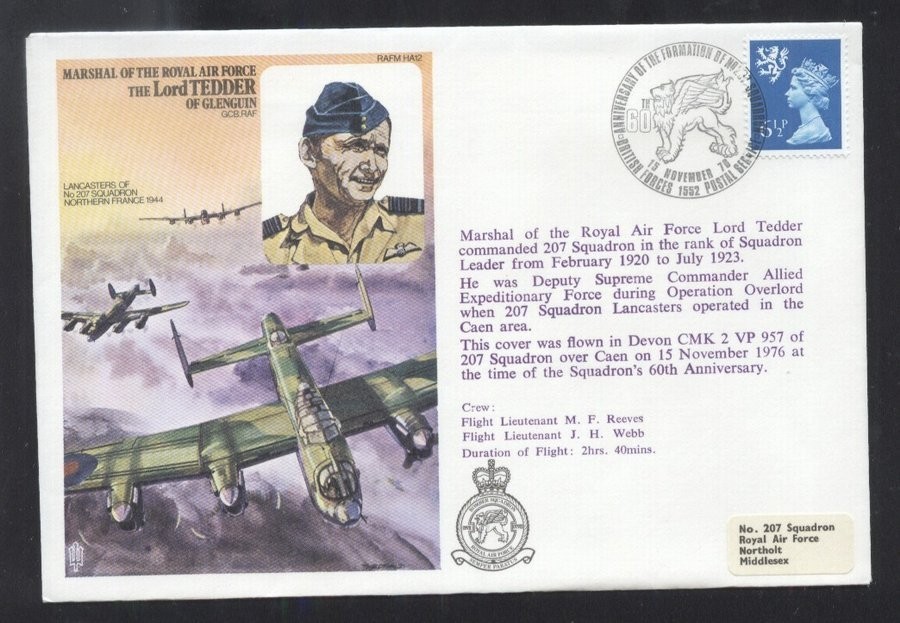 MARSHAL OF THE ROYAL AIR FORCE
THE Lord TEDDER
OF GLENGUIN
GCB.RAF
RAFM HA12
LANCASTERS OF
No 207 SQUADRON
NORTHERN FRANCE 1944
ANNIVERSARY OF THE FORMATION OF
60TH
15 NOVEMBER 76
BRITISH FORCES 1552 POSTAL
6½P
Marshal of the Royal Air Force Lord Tedder
commanded 207 Squadron in the rank of Squadron
Leader from February 1920 to July 1923.
He was Deputy Supreme Commander Allied
Expeditionary Force during Operation Overlord
when 207 Squadron Lancasters operated in the
Caen area.
This cover was flown in Devon CMK 2 VP 957 of
207 Squadron over Caen on 15 November 1976 at
the time of the Squadron's 60th Anniversary.
Crew:
Flight Lieutenant M. F. Reeves
Flight Lieutenant J. H. Webb
Duration of Flight: 2hrs. 40mins.
BOMBER SQUADRON
ROYAL AIR FORCE
SEMPER PARATUS
No. 207 Squadron
Royal Air Force
Northolt
Middlesex